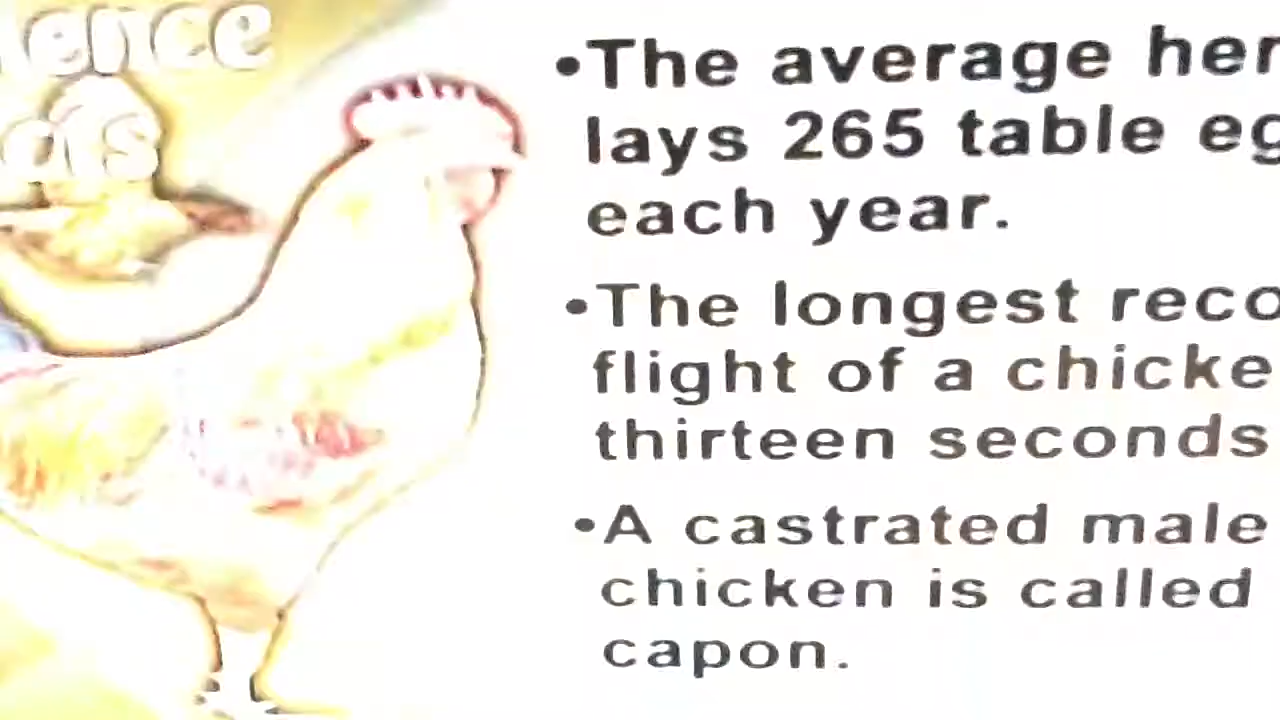 •The average hen
lays 265 table eg
each year.
•The longest reco
flight of a chicke
thirteen seconds
•A castrated male
chicken is called
capon.